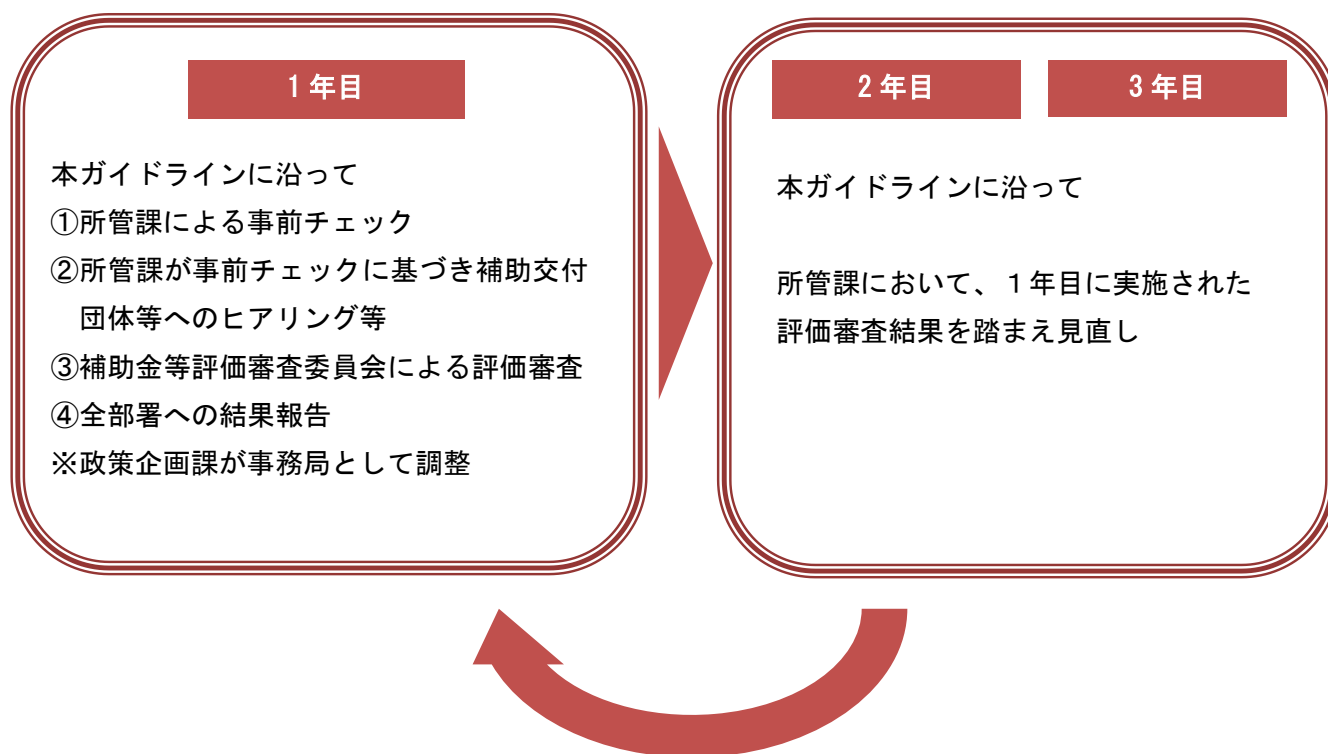 1年目
本ガイドラインに沿って
①所管課による事前チェック
②所管課が事前チェックに基づき補助交付
団体等へのヒアリング等
③補助金等評価審査委員会による評価審査
④全部署への結果報告
※政策企画課が事務局として調整
2年目
3年目
本ガイドラインに沿って
所管課において、１年目に実施された
評価審査結果を踏まえ見直し